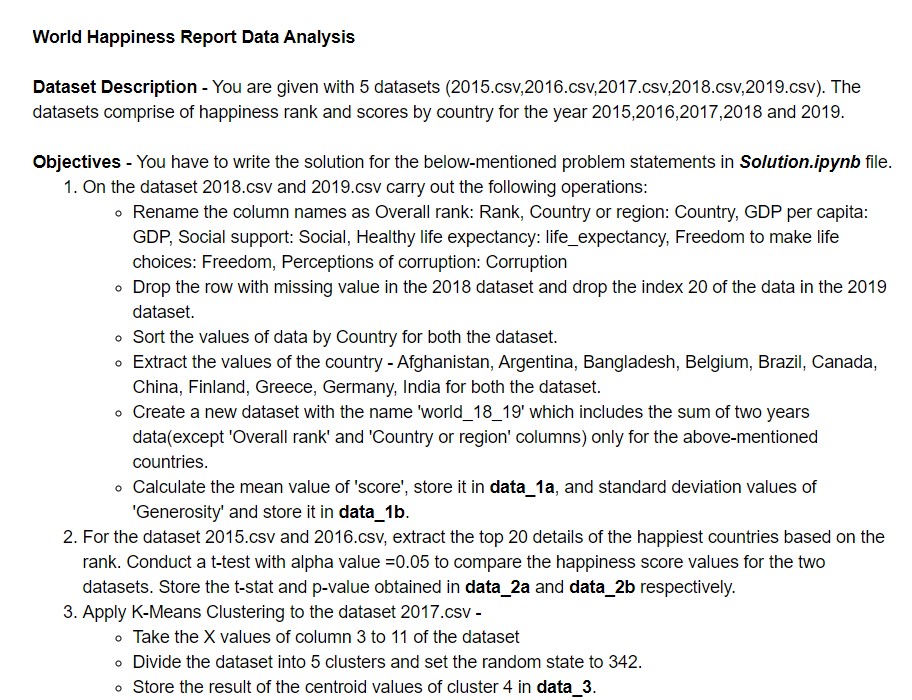 World Happiness Report Data Analysis
Dataset Description - You are given with 5 datasets (2015.csv,2016.csv,2017.csv,2018.csv,2019.csv). The
datasets comprise of happiness rank and scores by country for the year 2015,2016,2017,2018 and 2019.
Objectives - You have to write the solution for the below-mentioned problem statements in Solution.ipynb file.
1. On the dataset 2018.csv and 2019.csv carry out the following operations:
○ Rename the column names as Overall rank: Rank, Country or region: Country, GDP per capita:
GDP, Social support: Social, Healthy life expectancy: life_expectancy, Freedom to make life
choices: Freedom, Perceptions of corruption: Corruption
○ Drop the row with missing value in the 2018 dataset and drop the index 20 of the data in the 2019
dataset.
○ Sort the values of data by Country for both the dataset.
○ Extract the values of the country - Afghanistan, Argentina, Bangladesh, Belgium, Brazil, Canada,
China, Finland, Greece, Germany, India for both the dataset.
○ Create a new dataset with the name 'world_18_19' which includes the sum of two years
data(except 'Overall rank' and 'Country or region' columns) only for the above-mentioned
countries.
○ Calculate the mean value of 'score', store it in data_1a, and standard deviation values of
'Generosity' and store it in data_1b.
2. For the dataset 2015.csv and 2016.csv, extract the top 20 details of the happiest countries based on the
rank. Conduct a t-test with alpha value =0.05 to compare the happiness score values for the two
datasets. Store the t-stat and p-value obtained in data_2a and data_2b respectively.
3. Apply K-Means Clustering to the dataset 2017.csv -
○ Take the X values of column 3 to 11 of the dataset
○ Divide the dataset into 5 clusters and set the random state to 342.
○ Store the result of the centroid values of cluster 4 in data_3.